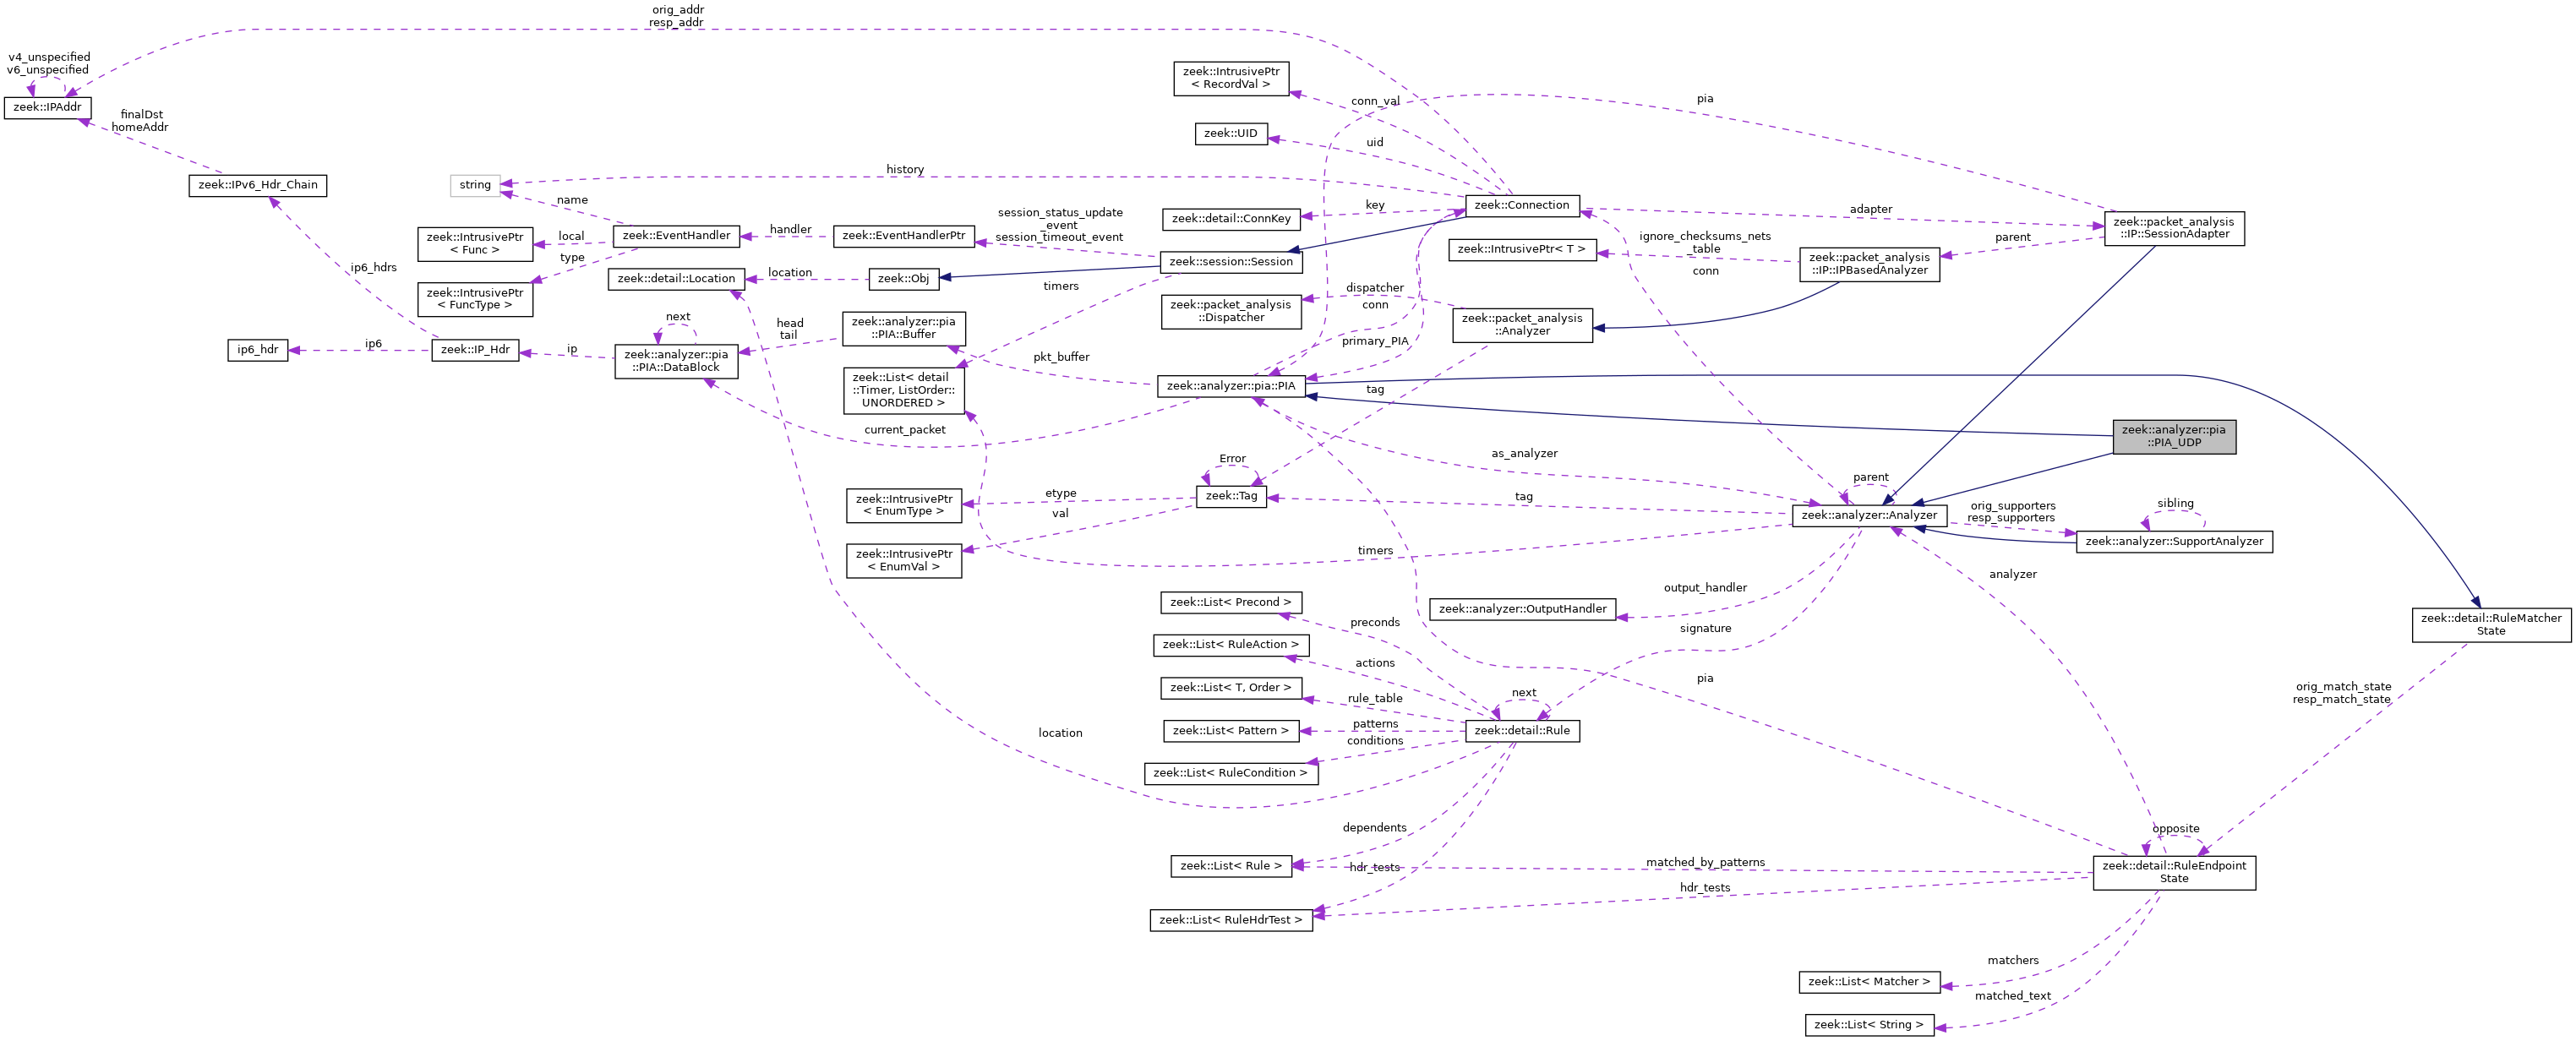 orig_addr
resp_addr
v4_unspecified
v6_unspecified
zeek::IntrusivePtr
< RecordVal >
conn_val
pia
zeek::IPAddr
finalDst
homeAddr
zeek::UID
uid
history
zeek::IPv6_Hdr_Chain
string
name
zeek::Connection
key
adapter
zeek::detail::ConnKey
session_status_update
_event
session_timeout_event
zeek::packet_analysis
::IP::SessionAdapter
zeek::IntrusivePtr
< Func >
local
zeek::EventHandler
handler
zeek::EventHandlerPtr
ignore_checksums_nets
_table
parent
zeek::IntrusivePtr< T >
conn
type
zeek::session::Session
zeek::packet_analysis
::IP::IPBasedAnalyzer
ip6_hdrs
zeek::detail::Location
location
zeek::Obj
timers
dispatcher
zeek::IntrusivePtr
< FuncType >
zeek::packet_analysis
::Dispatcher
conn
next
head
tail
zeek::analyzer::pia
::PIA::Buffer
zeek::packet_analysis
::Analyzer
primary_PIA
ip6_hdr
ip6
zeek::IP_Hdr
ip
zeek::analyzer::pia
::PIA::DataBlock
pkt_buffer
zeek::List< detail
::Timer, ListOrder::
UNORDERED >
zeek::analyzer::pia::PIA
tag
current_packet
zeek::analyzer::pia
::PIA_UDP
as_analyzer
Error
parent
zeek::IntrusivePtr
< EnumType >
etype
zeek::Tag
tag
val
orig_supporters
resp_supporters
sibling
zeek::analyzer::Analyzer
zeek::analyzer::SupportAnalyzer
zeek::IntrusivePtr
< EnumVal >
timers
analyzer
output_handler
zeek::List< Precond >
zeek::analyzer::OutputHandler
preconds
signature
zeek::detail::RuleMatcher
State
zeek::List< RuleAction >
actions
pia
zeek::List< T, Order >
rule_table
next
orig_match_state
resp_match_state
location
zeek::List< Pattern >
patterns
conditions
zeek::detail::Rule
zeek::List< RuleCondition >
dependents
opposite
zeek::List< Rule >
hdr_tests
matched_by_patterns
zeek::detail::RuleEndpoint
State
hdr_tests
zeek::List< RuleHdrTest >
matchers
zeek::List< Matcher >
matched_text
zeek::List< String >